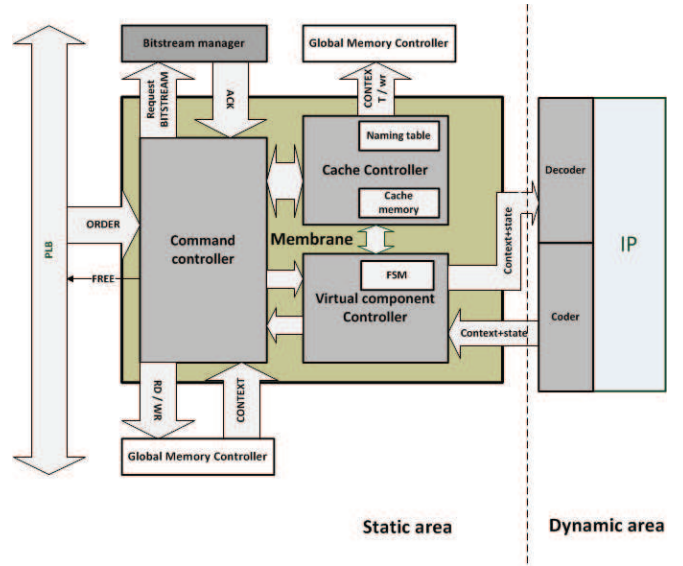 Bitstream manager
Global Memory Controller
Request
BITSTREAM
ACK
CONTEX
T / wr
Naming table
Cache Controller
Cache
memory
Decoder
IP
PLB
ORDER
Command
controller
Membrane
FREE
FSM
Virtual component
Controller
Context+state
Context+state
Coder
RD / WR
CONTEXT
Global Memory Controller
Static area
Dynamic area